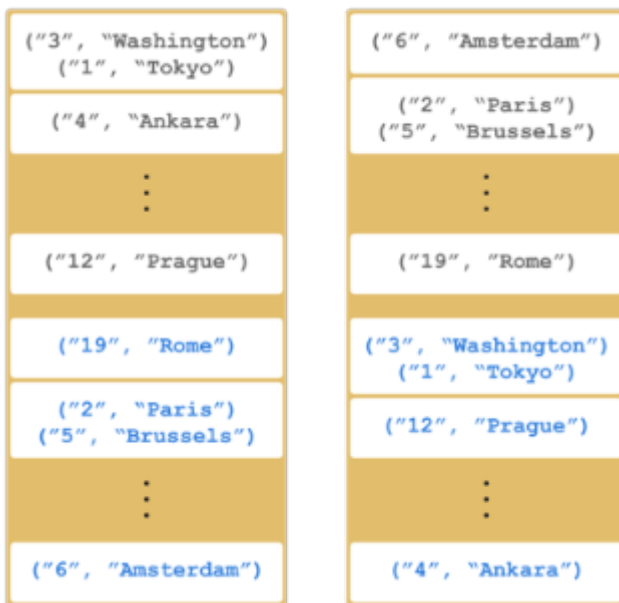 ("3", "Washington")
("1", "Tokyo")
("4", "Ankara")
("12", "Prague")
("19", "Rome")
("2", "Paris")
("5", "Brussels")
("6", "Amsterdam")
("6", "Amsterdam")
("2", "Paris")
("5", "Brussels")
("19", "Rome")
("3", "Washington")
("1", "Tokyo")
("12", "Prague")
("4", "Ankara")